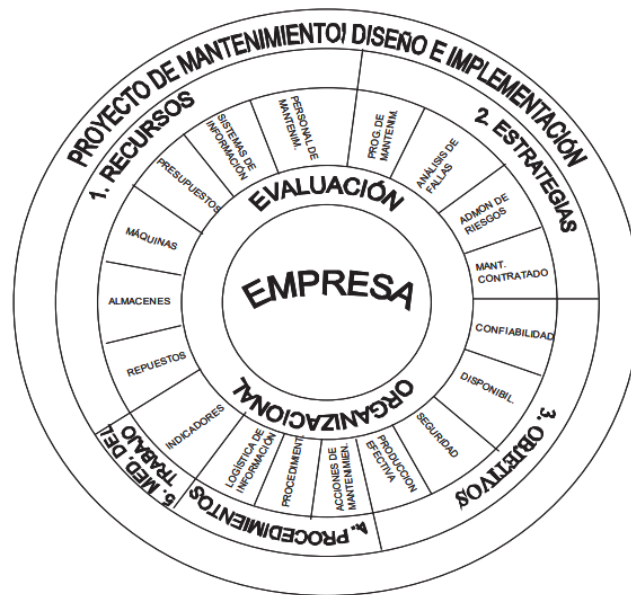 PROYECTO DE MANTENIMIENTO| DISEÑO E IMPLEMENTACIÓN
1. RECURSOS
PERSONAL DE
MANTENIM.
SISTEMAS DE
INFORMACIÓN
PRESUPUESTOS
MÁQUINAS
ALMACENES
REPUESTOS
2. ESTRATEGIAS
PROG. DE
MANTENIM.
ANÁLISIS DE
FALLAS
ADMON DE
RIESGOS
MANT.
CONTRATADO
3. OBJETIVOS
CONFIABILIDAD
DISPONIBIL.
SEGURIDAD
PRODUCCION
EFECTIVA
4. PROCEDIMIENTOS
ACCIONES DE
MANTENIMIEN.
PROCEDIMIENT.
LOGÍSTICA DE
INFORMACIÓN
5. MED. DEL
TRABAJO
INDICADORES
EVALUACIÓN
ORGANIZACIONAL
EMPRESA